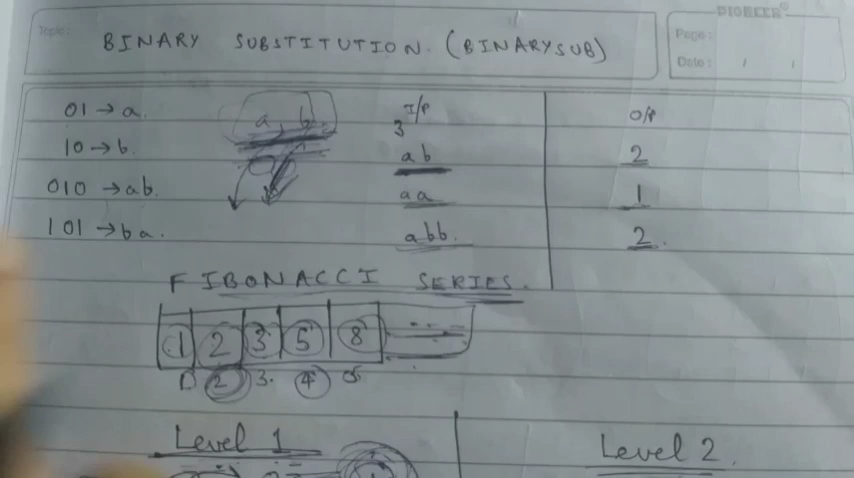 PIONEER
Topic:
Page :
BINARY SUBSTITUTION. (BINARYSUB)
Date : / /
01 → a. a, b. I/P O/P
3
10 → b. ab 2
010 → ab. aa 1
101 → ba. abb. 2.
FIBONACCI SERIES.
1 2 3 5 8
1 2 3. 4 5
Level 1 Level 2.